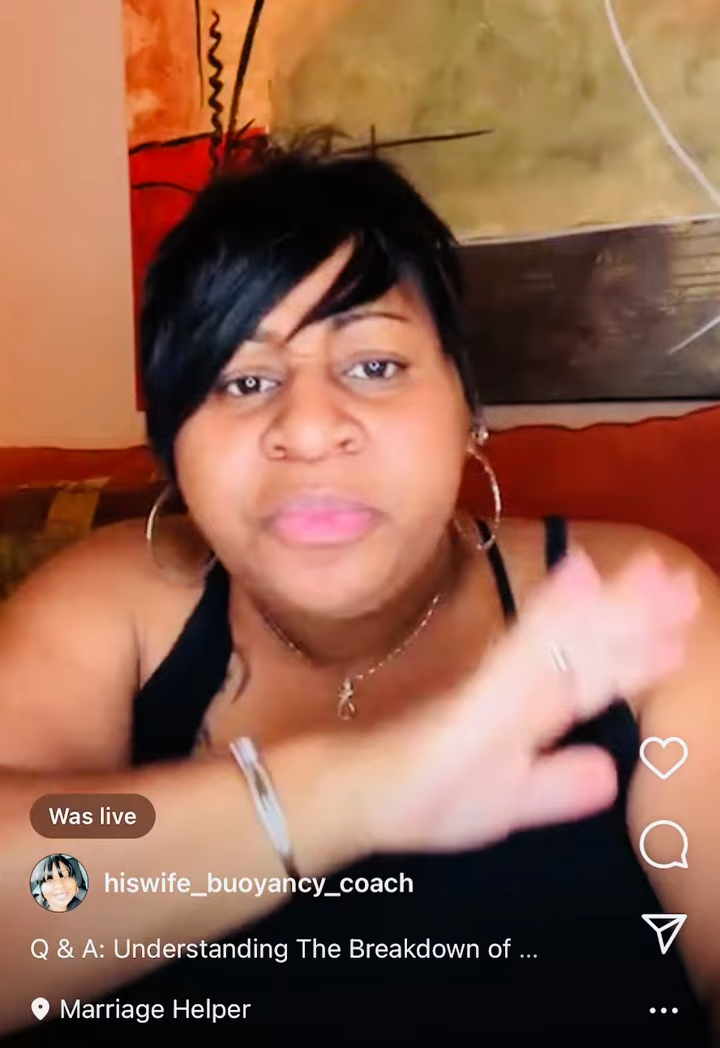 Was live
hiswife_buoyancy_coach
Q & A: Understanding The Breakdown of ...
Marriage Helper